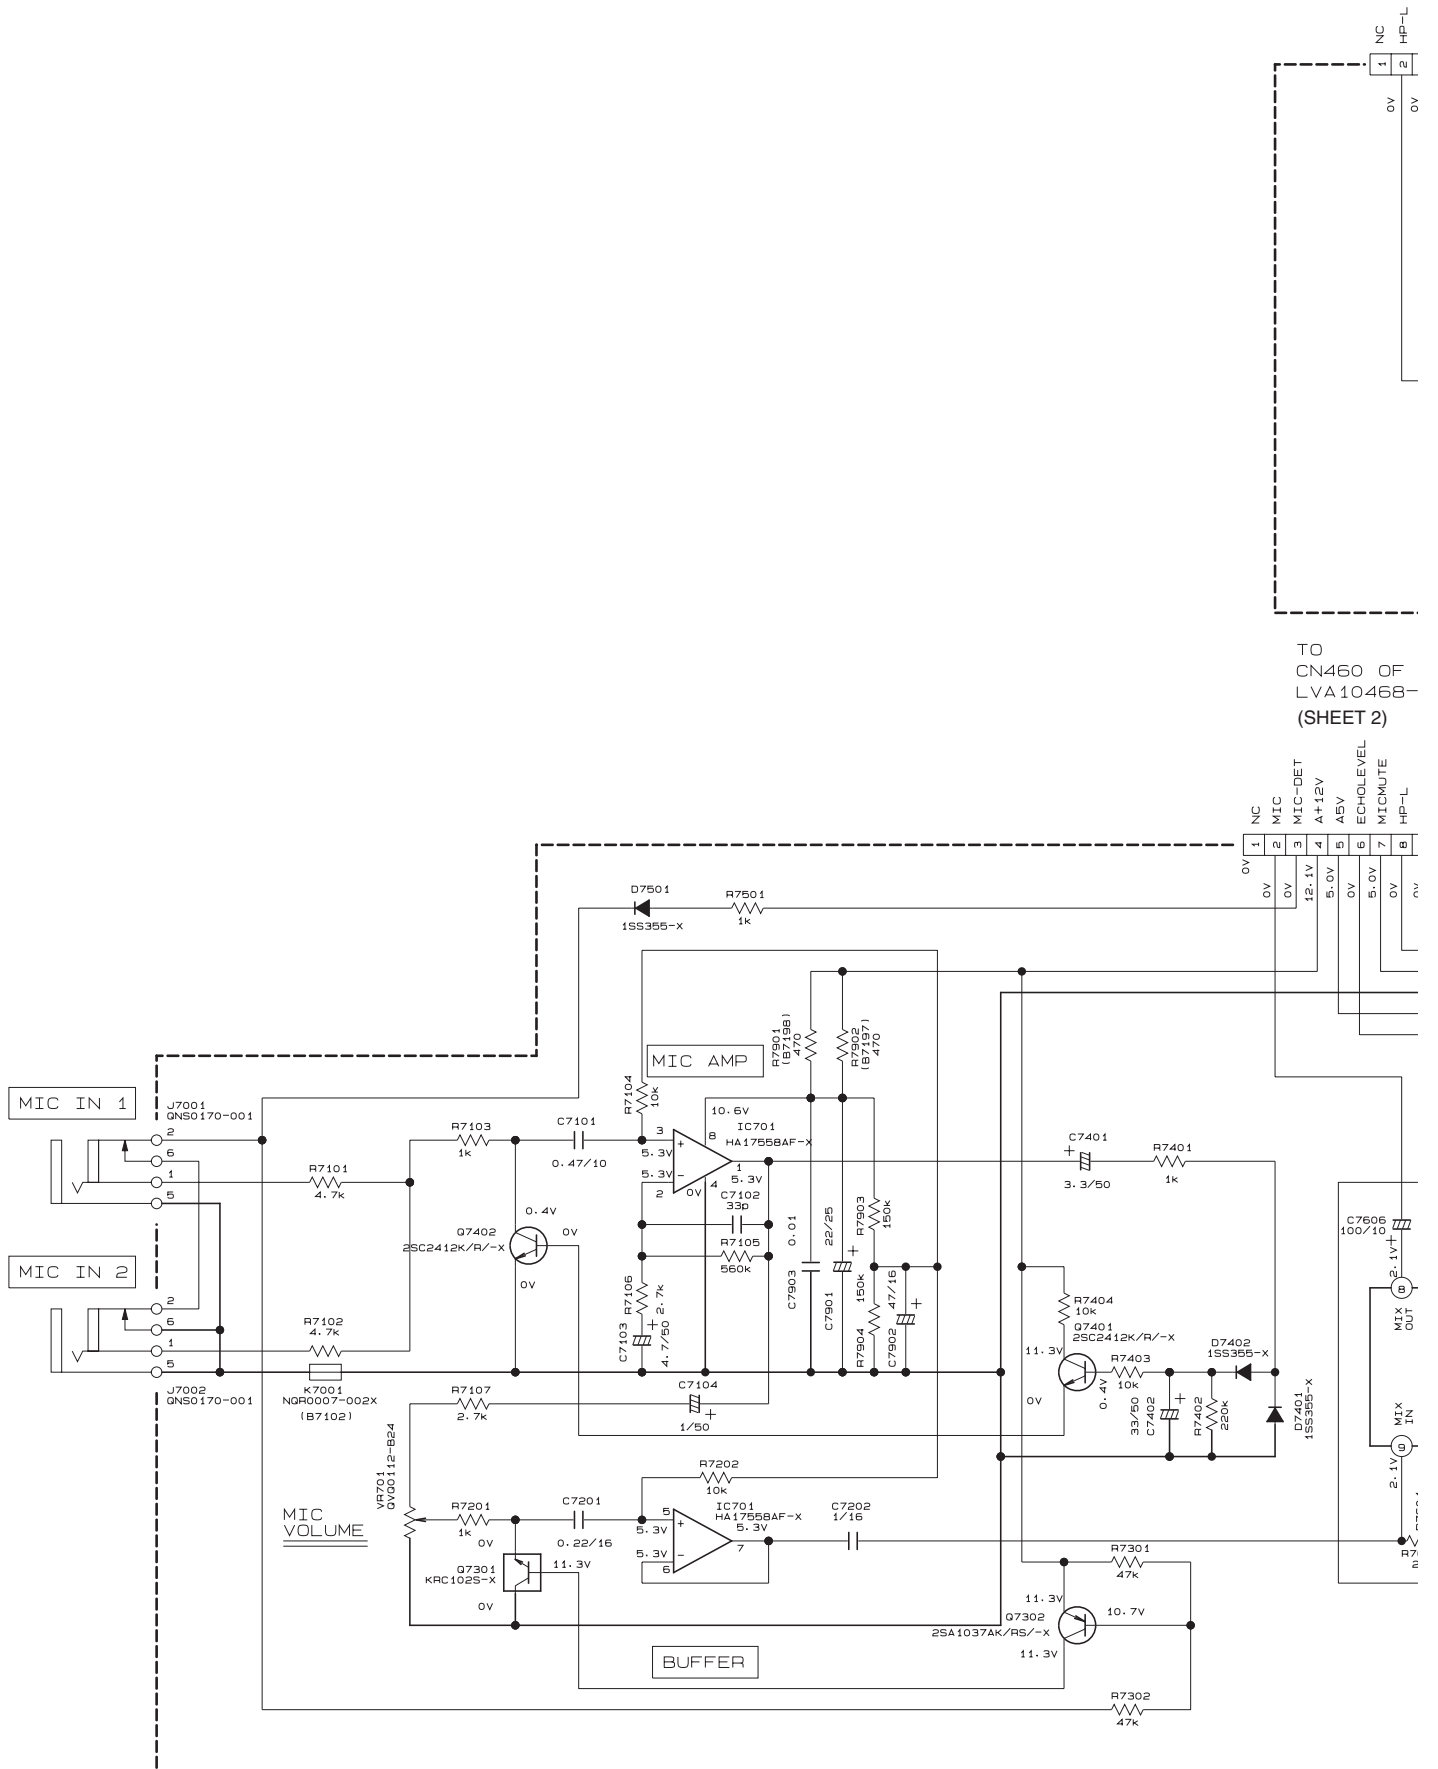 NC
HP-L
1
2
0V
0V
TO
CN460 OF
LVA10468-
(SHEET 2)
NC
MIC
MIC-DET
A+12V
A5V
ECHOLEVEL
MICMUTE
HP-L
1
2
3
4
5
6
7
8
0V
0V
0V
12.1V
5.0V
0V
5.0V
0V
0V
D7501
1SS355-X
R7501
1k
MIC AMP
R7901
(B7198)
470
R7902
(B7197)
470
R7104
10k
MIC IN 1
J7001
QNS0170-001
2
6
1
5
R7101
4.7k
R7103
1k
C7101
0.47/10
3
5.3V
5.3V
2
+
-
8
10.6V
IC701
HA17558AF-X
1
5.3V
4
0V
C7102
33p
R7105
560k
C7401
+
3.3/50
R7401
1k
0.4V
Q7402
2SC2412K/R/-X
0V
0V
R7106
2.7k
C7103
+
4.7/50
0.01
C7903
22/25
+
C7901
R7903
150k
150k
R7904
47/16
+
C7902
C7606
100/10
+
2.1V
8
MIX
OUT
MIC IN 2
2
6
1
5
J7002
QNS0170-001
R7102
4.7k
K7001
NQR0007-002X
(B7102)
R7404
10k
Q7401
2SC2412K/R/-X
11.3V
0V
0.4V
R7403
10k
33/50
C7402
+
R7402
220k
D7402
1SS355-X
D7401
1SS355-X
MIX
IN
9
2.1V
R7107
2.7k
C7104
+
1/50
VR701
QVQ0112-B24
MIC
VOLUME
R7201
1k
0V
C7201
0.22/16
R7202
10k
5
5.3V
5.3V
6
+
-
IC701
HA17558AF-X
5.3V
7
C7202
1/16
Q7301
KRC102S-X
0V
11.3V
R7301
47k
11.3V
Q7302
2SA1037AK/RS/-X
10.7V
11.3V
BUFFER
R7302
47k